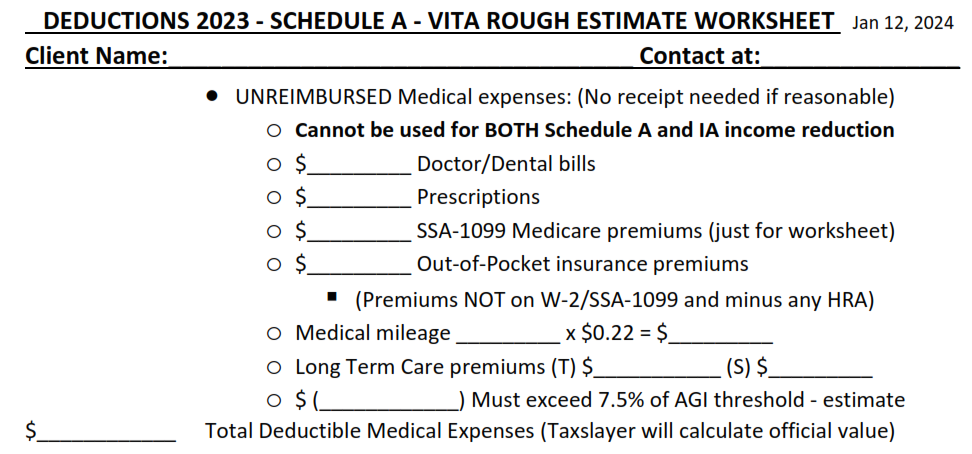 DEDUCTIONS 2023 - SCHEDULE A - VITA ROUGH ESTIMATE WORKSHEET Jan 12, 2024
Client Name:______________________________________ Contact at:________________
● UNREIMBURSED Medical expenses: (No receipt needed if reasonable)
○ Cannot be used for BOTH Schedule A and IA income reduction
○ $_________ Doctor/Dental bills
○ $_________ Prescriptions
○ $_________ SSA-1099 Medicare premiums (just for worksheet)
○ $_________ Out-of-Pocket insurance premiums
▪ (Premiums NOT on W-2/SSA-1099 and minus any HRA)
○ Medical mileage _________ x $0.22 = $_________
○ Long Term Care premiums (T) $___________ (S) $_________
○ $ (____________) Must exceed 7.5% of AGI threshold - estimate
$____________ Total Deductible Medical Expenses (Taxslayer will calculate official value)